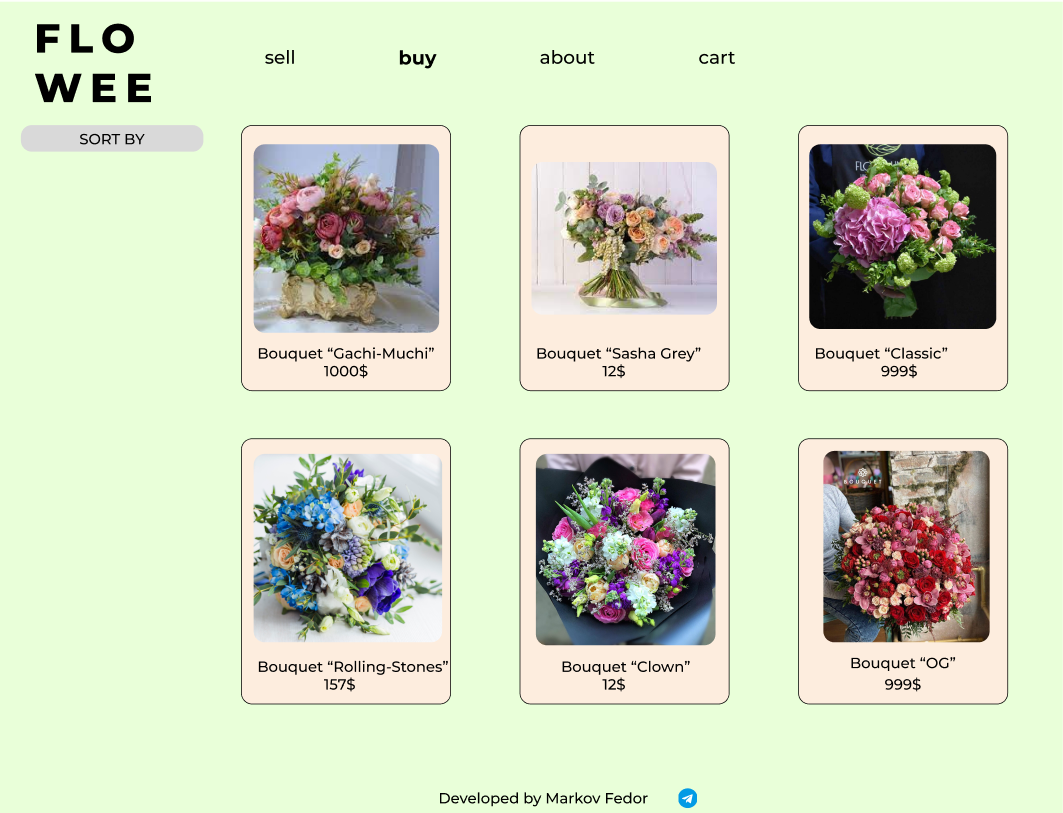 FLO
WEE
sell
buy
about
cart
SORT BY
Bouquet “Gachi-Muchi”
1000$
Bouquet “Sasha Grey”
12$
Bouquet “Classic”
999$
BOUQUET
Bouquet “Rolling-Stones”
157$
Bouquet “Clown”
12$
Bouquet “OG”
999$
Developed by Markov Fedor